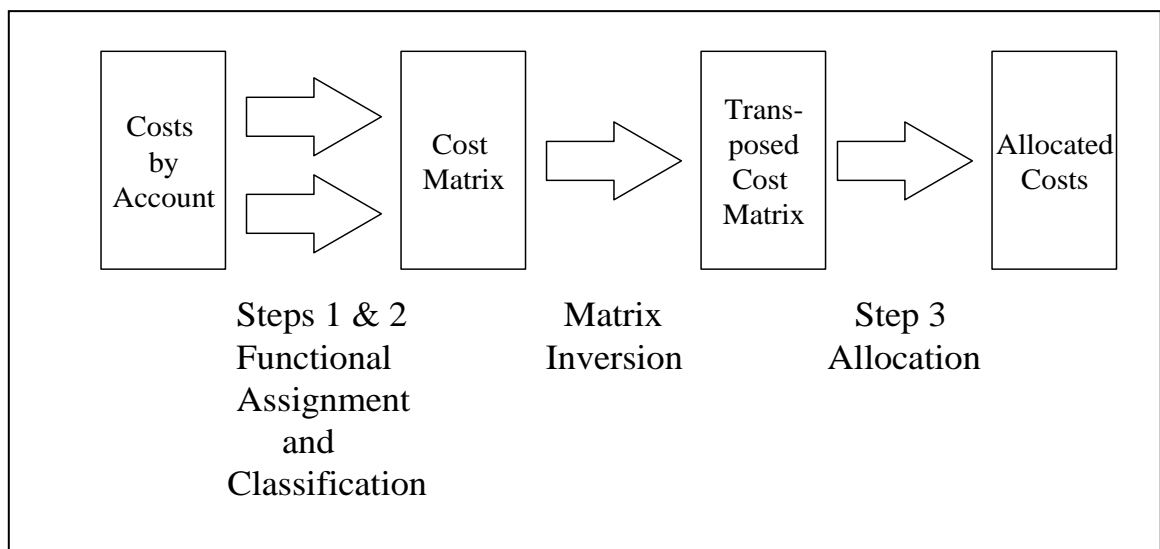 Costs
by
Account
Cost
Matrix
Trans-
posed
Cost
Matrix
Allocated
Costs
Steps 1 & 2
Functional
Assignment
and
Classification
Matrix
Inversion
Step 3
Allocation